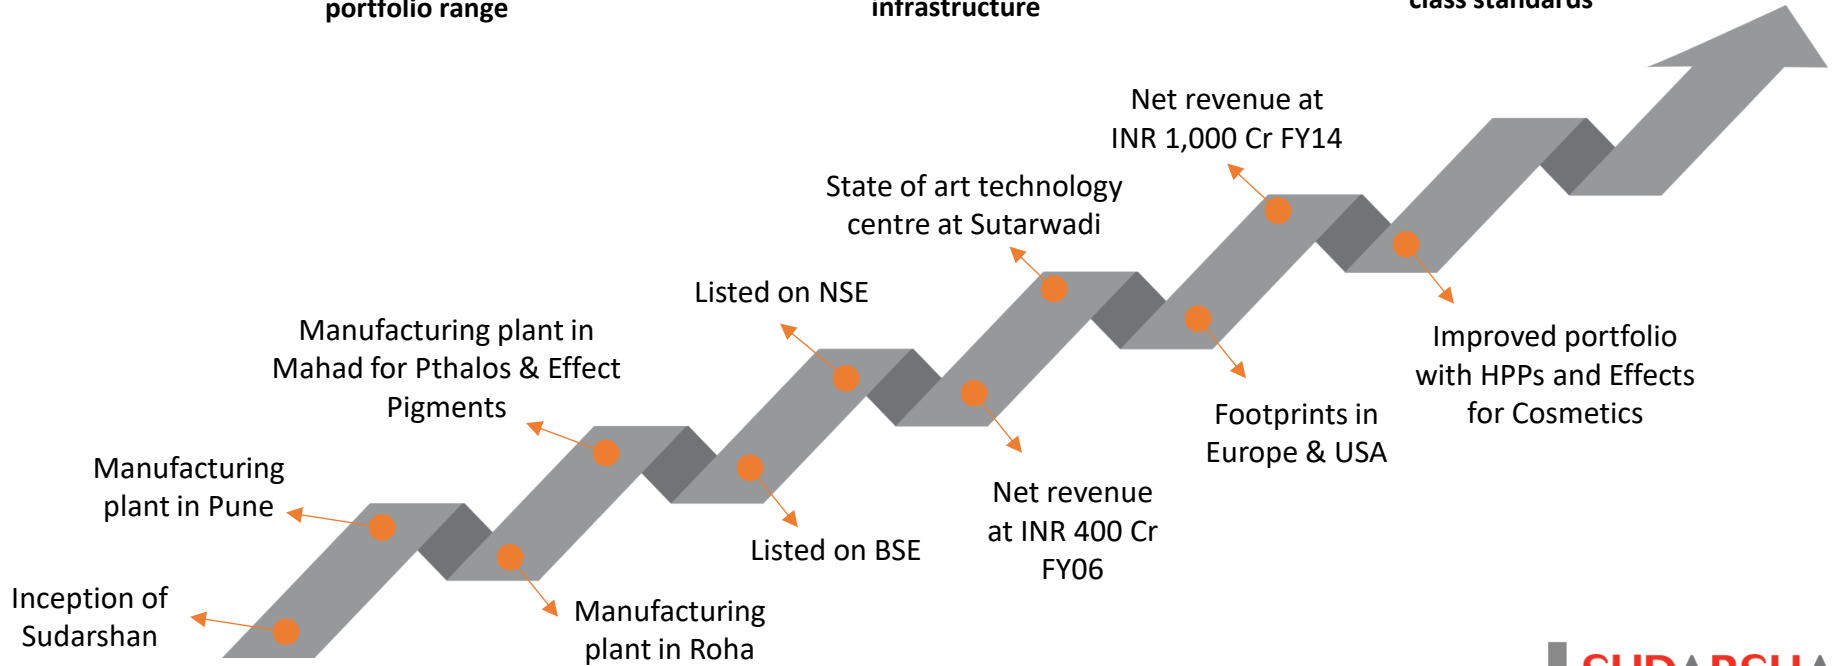 portfolio range
infrastructure
class standards
Net revenue at
INR 1,000 Cr FY14
State of art technology
centre at Sutarwadi
Listed on NSE
Manufacturing plant in
Mahad for Pthalos & Effect
Pigments
Improved portfolio
with HPPs and Effects
for Cosmetics
Footprints in
Europe & USA
Manufacturing
plant in Pune
Net revenue
at INR 400 Cr
FY06
Listed on BSE
Inception of
Sudarshan
Manufacturing
plant in Roha